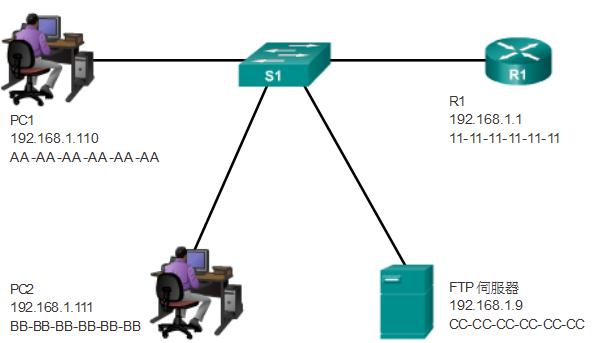 S1
R1
R1
192.168.1.1
11-11-11-11-11-11
PC1
192.168.1.110
AA-AA-AA-AA-AA-AA
PC2
192.168.1.111
BB-BB-BB-BB-BB-BB
FTP 伺服器
192.168.1.9
CC-CC-CC-CC-CC-CC